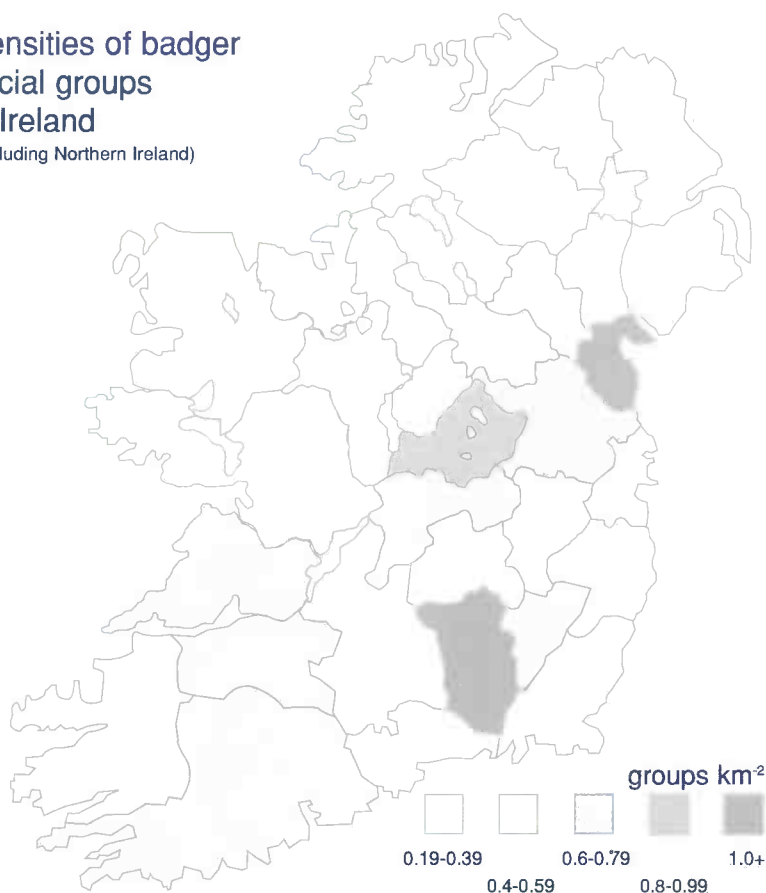 ensities of badger
cial groups
Ireland
luding Northern Ireland)
groups km⁻²
0.19-0.39
0.4-0.59
0.6-0.79
0.8-0.99
1.0+